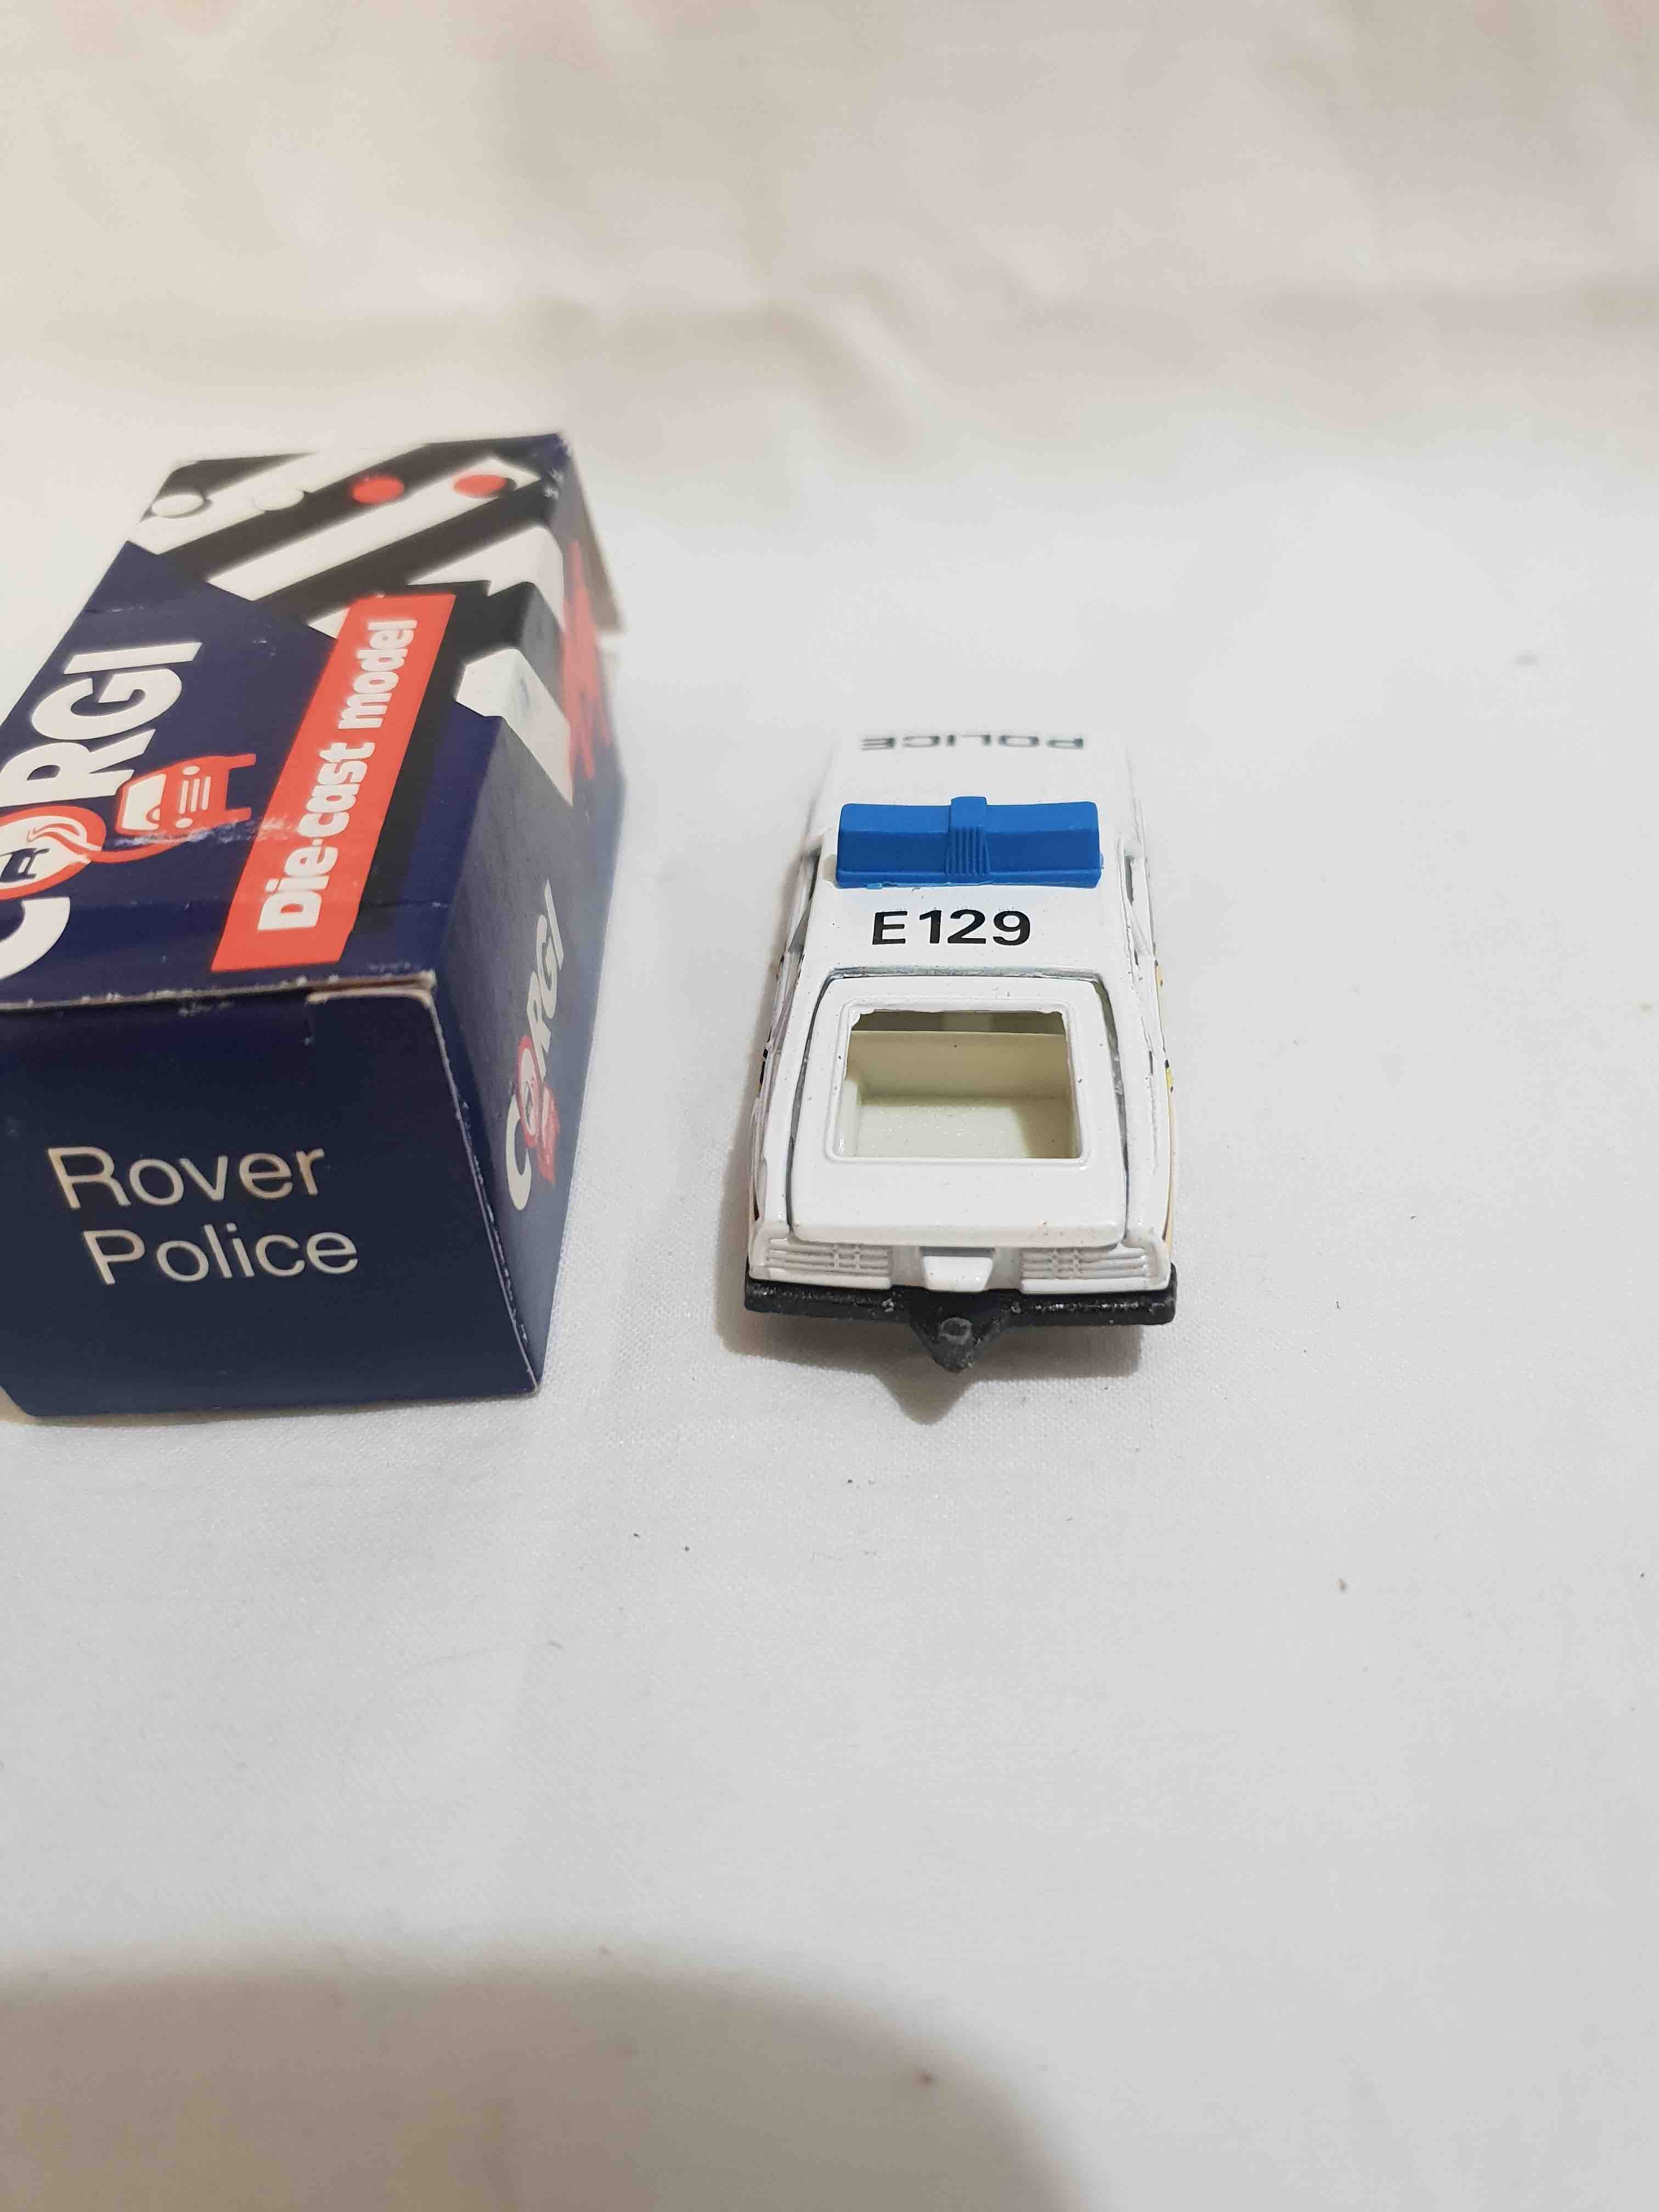 CORGI
Die-cast model
CORGI
Rover
Police
POLICE
E129